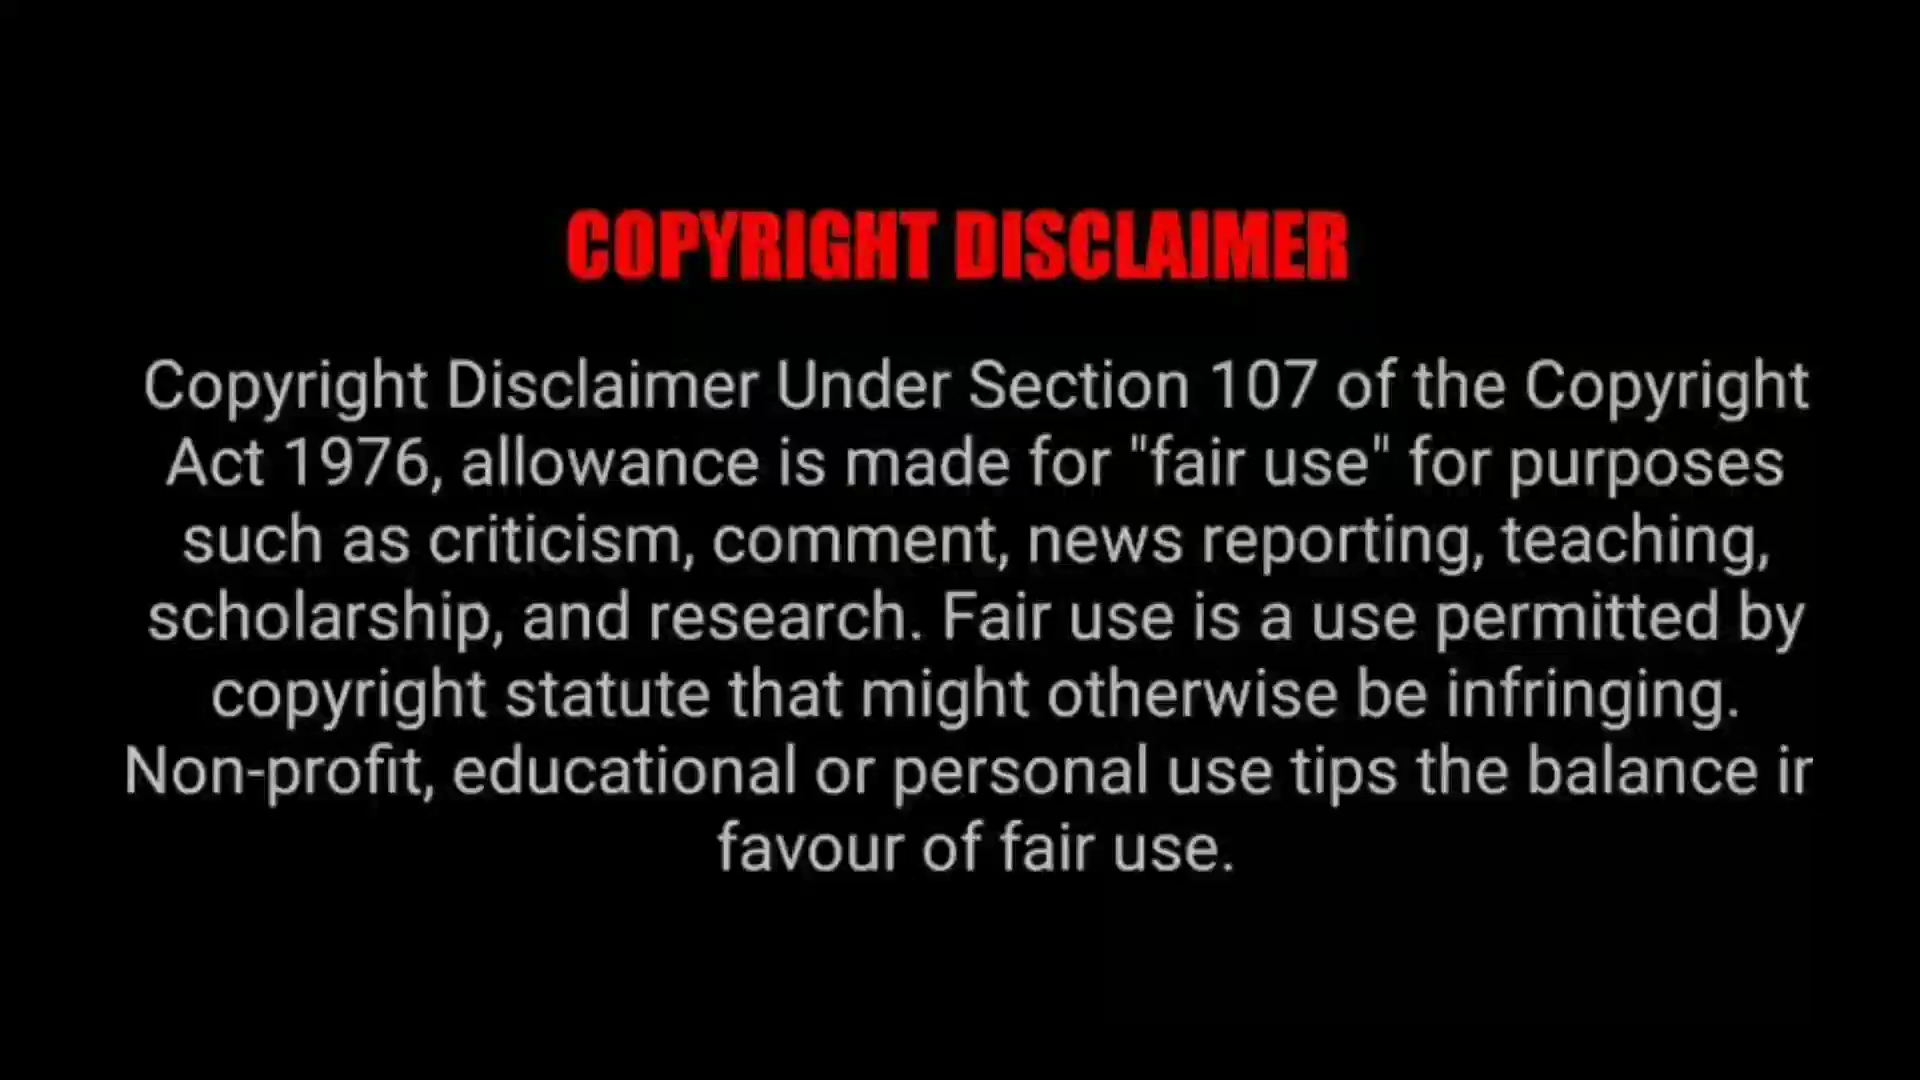 COPYRIGHT DISCLAIMER
Copyright Disclaimer Under Section 107 of the Copyright
Act 1976, allowance is made for "fair use" for purposes
such as criticism, comment, news reporting, teaching,
scholarship, and research. Fair use is a use permitted by
copyright statute that might otherwise be infringing.
Non-profit, educational or personal use tips the balance ir
favour of fair use.